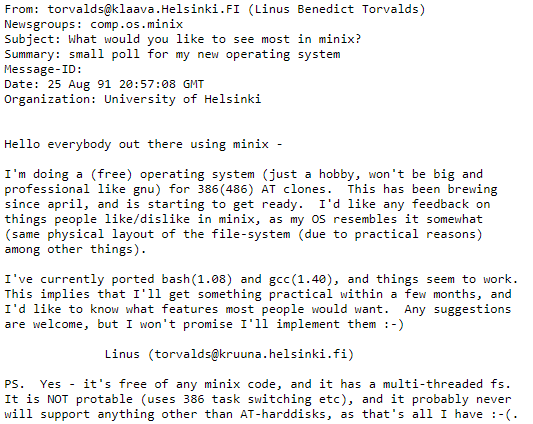 From: torvalds@klaava.Helsinki.FI (Linus Benedict Torvalds)
Newsgroups: comp.os.minix
Subject: What would you like to see most in minix?
Summary: small poll for my new operating system
Message-ID:
Date: 25 Aug 91 20:57:08 GMT
Organization: University of Helsinki
Hello everybody out there using minix -
I'm doing a (free) operating system (just a hobby, won't be big and
professional like gnu) for 386(486) AT clones.  This has been brewing
since april, and is starting to get ready.  I'd like any feedback on
things people like/dislike in minix, as my OS resembles it somewhat
(same physical layout of the file-system (due to practical reasons)
among other things).
I've currently ported bash(1.08) and gcc(1.40), and things seem to work.
This implies that I'll get something practical within a few months, and
I'd like to know what features most people would want.  Any suggestions
are welcome, but I won't promise I'll implement them :-)
Linus (torvalds@kruuna.helsinki.fi)
PS.  Yes - it's free of any minix code, and it has a multi-threaded fs.
It is NOT protable (uses 386 task switching etc), and it probably never
will support anything other than AT-harddisks, as that's all I have :-(.